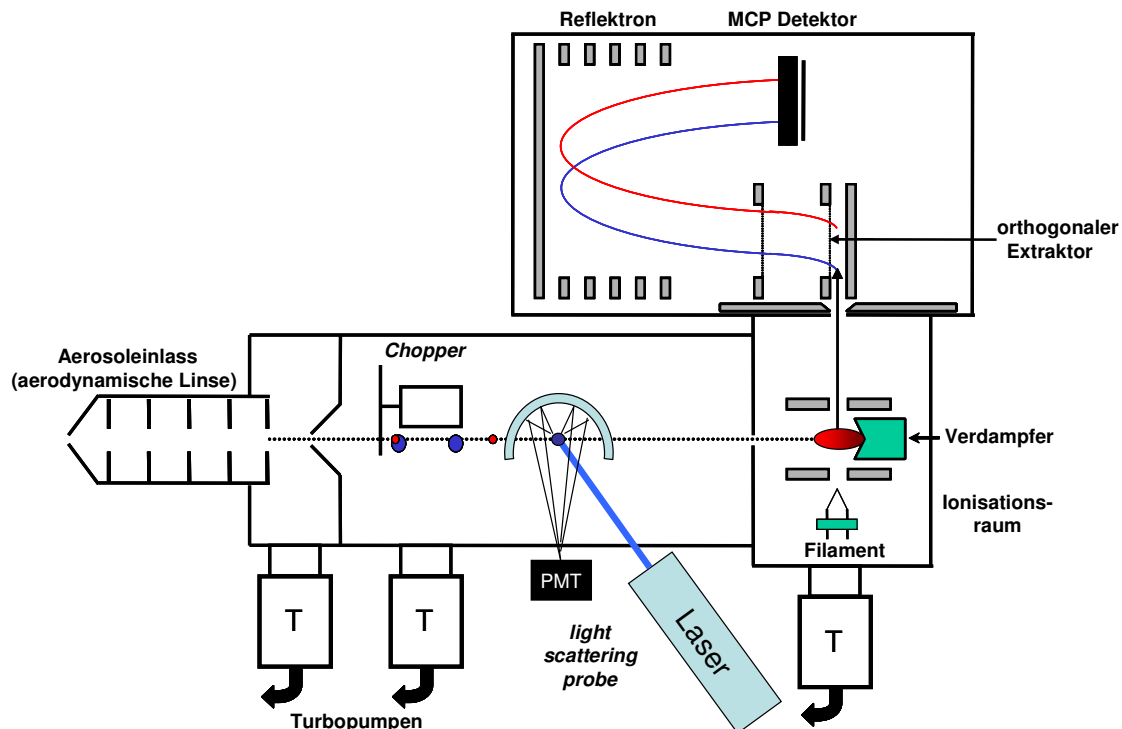 Reflektron
MCP Detektor
orthogonaler
Extraktor
Chopper
Aerosoleinlass
(aerodynamische Linse)
Verdampfer
Ionisations-
raum
Filament
PMT
light
scattering
probe
Laser
T
T
T
Turbopumpen